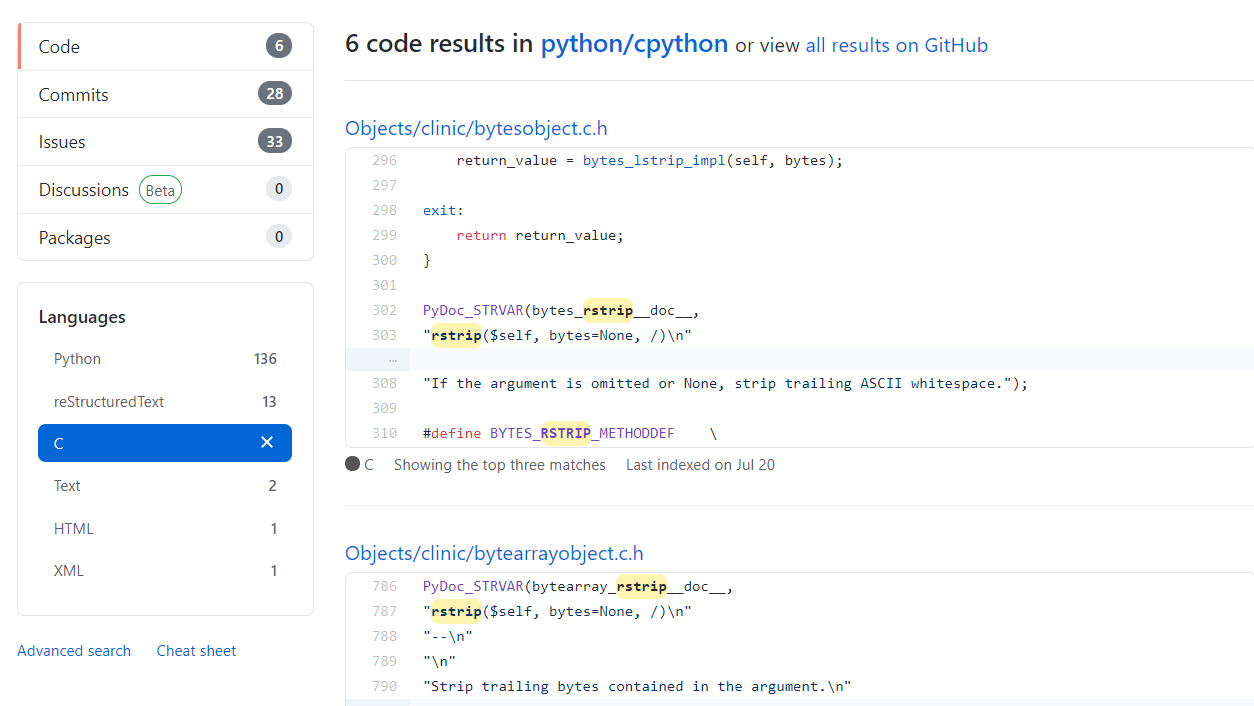 Code 6
Commits 28
Issues 33
Discussions Beta 0
Packages 0
Languages
Python 136
reStructuredText 13
C ✕
Text 2
HTML 1
XML 1
Advanced search Cheat sheet
6 code results in python/cpython or view all results on GitHub
Objects/clinic/bytesobject.c.h
296     return_value = bytes_lstrip_impl(self, bytes);
297
298 exit:
299     return return_value;
300 }
301
302 PyDoc_STRVAR(bytes_rstrip__doc__,
303 "rstrip($self, bytes=None, /)\n"
…
308 "If the argument is omitted or None, strip trailing ASCII whitespace.");
309
310 #define BYTES_RSTRIP_METHODDEF    \
C Showing the top three matches Last indexed on Jul 20
Objects/clinic/bytearrayobject.c.h
786 PyDoc_STRVAR(bytearray_rstrip__doc__,
787 "rstrip($self, bytes=None, /)\n"
788 "--\n"
789 "\n"
790 "Strip trailing bytes contained in the argument.\n"